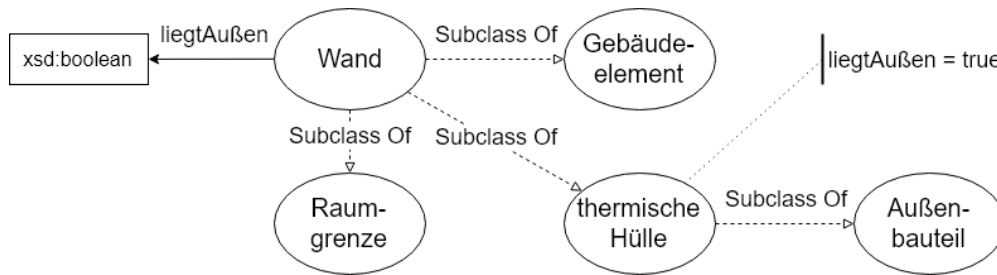 liegtAußen
xsd:boolean
Wand
Subclass Of
Gebäude-
element
liegtAußen = true
Subclass Of
Subclass Of
Raum-
grenze
thermische
Hülle
Subclass Of
Außen-
bauteil